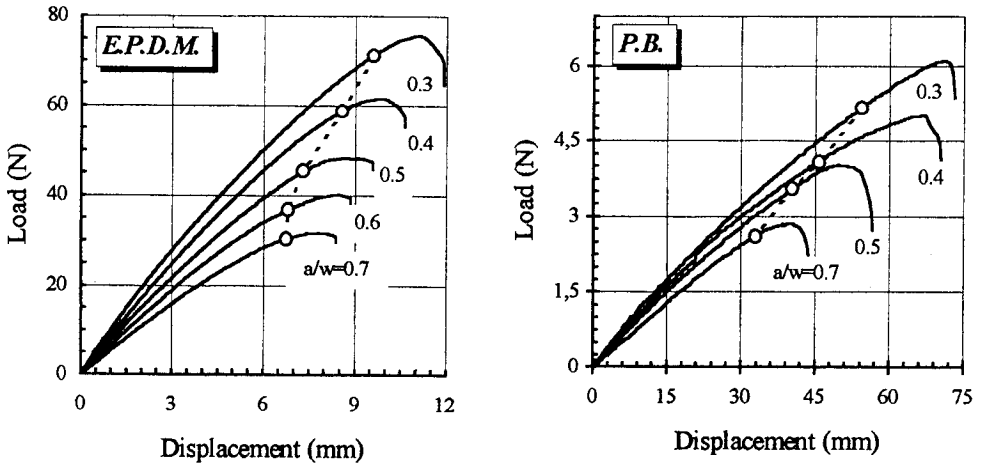 E.P.D.M.
Load (N)
80
60
40
20
0
0 3 6 9 12
Displacement (mm)
0.3
0.4
0.5
0.6
a/w=0.7
P.B.
Load (N)
6
4,5
3
1,5
0
0 15 30 45 60 75
Displacement (mm)
0.3
0.4
0.5
a/w=0.7